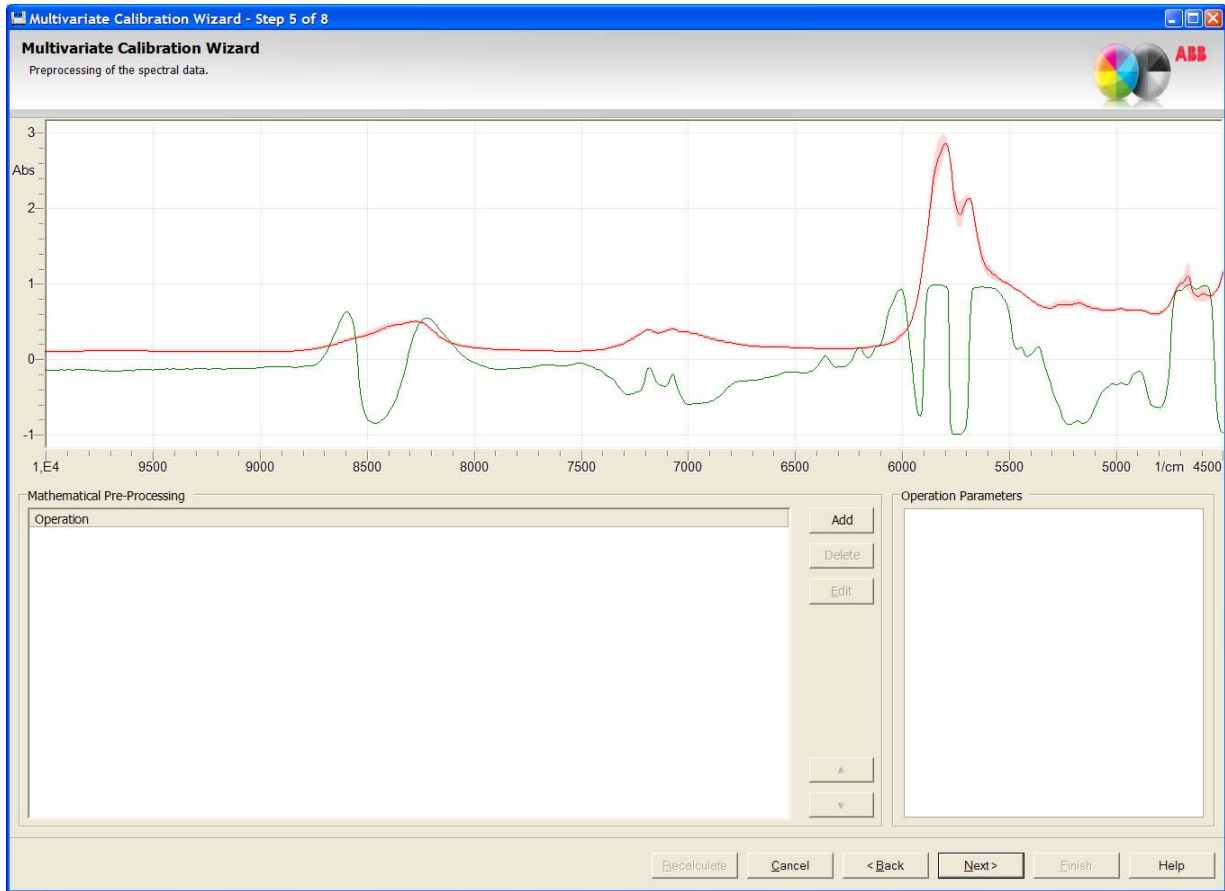 Multivariate Calibration Wizard - Step 5 of 8
Multivariate Calibration Wizard
Preprocessing of the spectral data.
ABB
3
Abs
2
1
0
-1
1,E4 9500 9000 8500 8000 7500 7000 6500 6000 5500 5000 1/cm 4500
Mathematical Pre-Processing
Operation
Add
Delete
Edit
Operation Parameters
Recalculate Cancel < Back Next > Finish Help